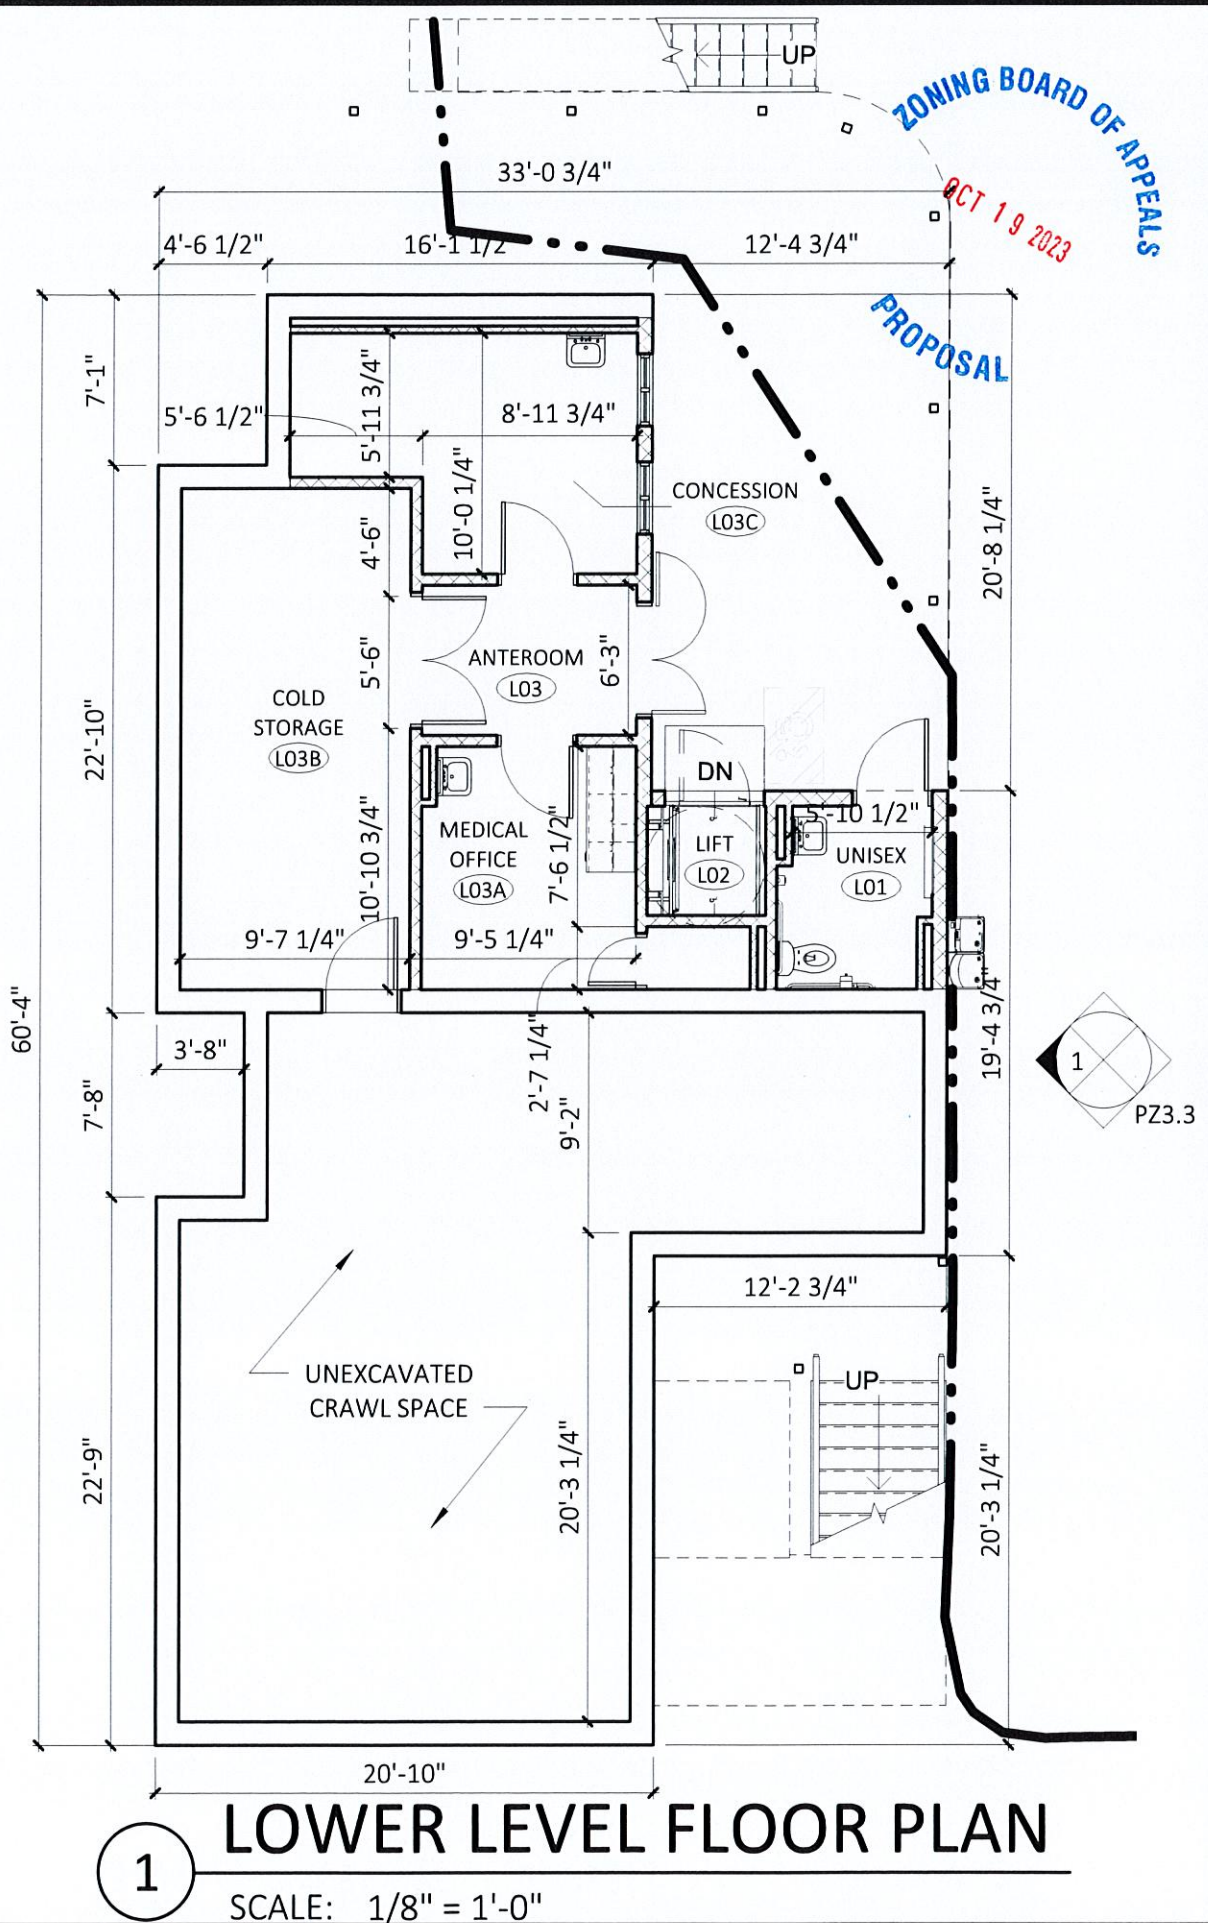 UP
ZONING BOARD OF APPEALS
OCT 19 2023
PROPOSAL
33'-0 3/4"
4'-6 1/2"
16'-1 1/2"
12'-4 3/4"
7'-1"
5'-6 1/2"
5'-11 3/4"
8'-11 3/4"
10'-0 1/4"
CONCESSION
L03C
20'-8 1/4"
4'-6"
5'-6"
ANTEROOM
L03
6'-3"
COLD
STORAGE
L03B
22'-10"
DN
MEDICAL
OFFICE
L03A
10'-10 3/4"
7'-6 1/2"
LIFT
L02
5'-10 1/2"
UNISEX
L01
9'-7 1/4"
9'-5 1/4"
60'-4"
3'-8"
2'-7 1/4"
19'-4 3/4"
1
PZ3.3
7'-8"
9'-2"
12'-2 3/4"
UNEXCAVATED
CRAWL SPACE
UP
22'-9"
20'-3 1/4"
20'-3 1/4"
20'-10"
1
LOWER LEVEL FLOOR PLAN
SCALE: 1/8" = 1'-0"